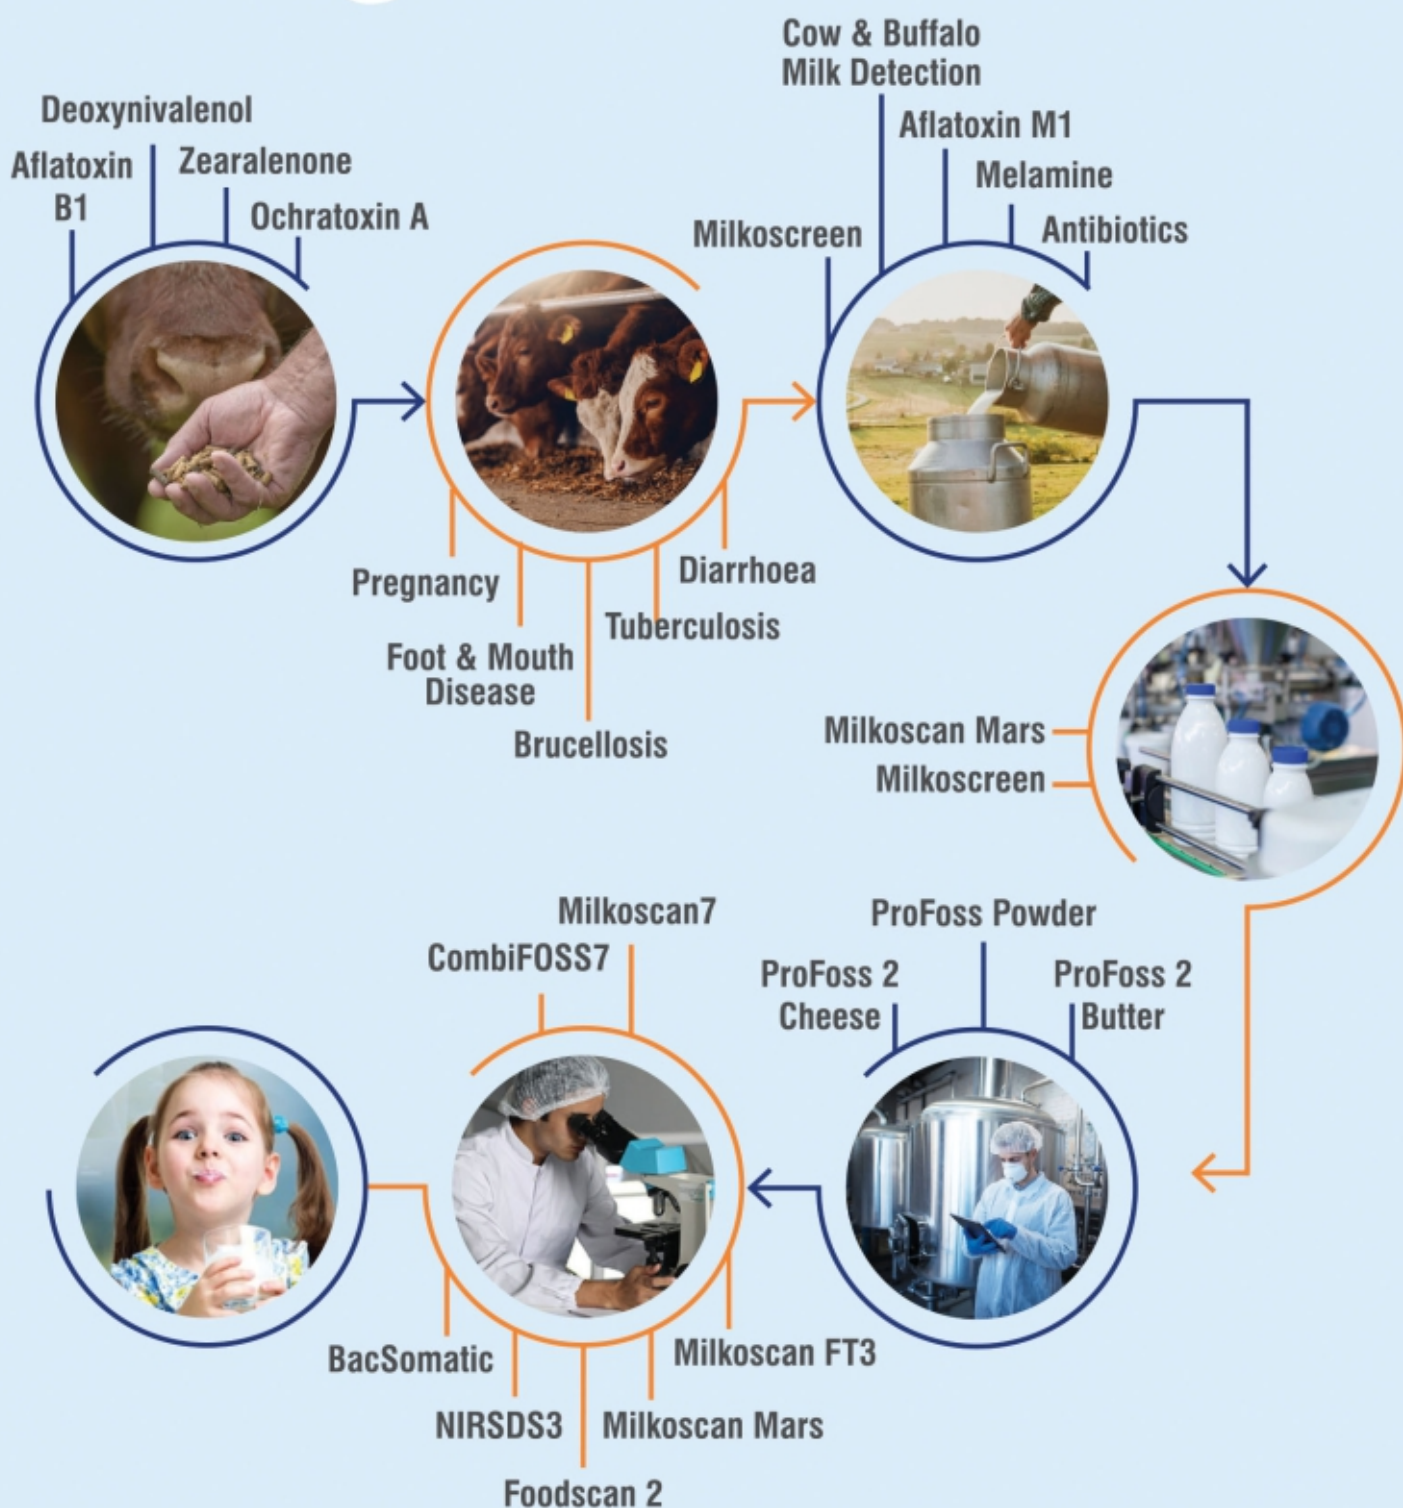 Deoxynivalenol
Aflatoxin
B1
Zearalenone
Ochratoxin A
Cow & Buffalo
Milk Detection
Aflatoxin M1
Melamine
Antibiotics
Milkoscreen
Pregnancy
Foot & Mouth
Disease
Brucellosis
Tuberculosis
Diarrhoea
Milkoscan Mars
Milkoscreen
ProFoss Powder
ProFoss 2
Cheese
ProFoss 2
Butter
Milkoscan7
CombiFOSS7
BacSomatic
NIRSDS3
Foodscan 2
Milkoscan Mars
Milkoscan FT3